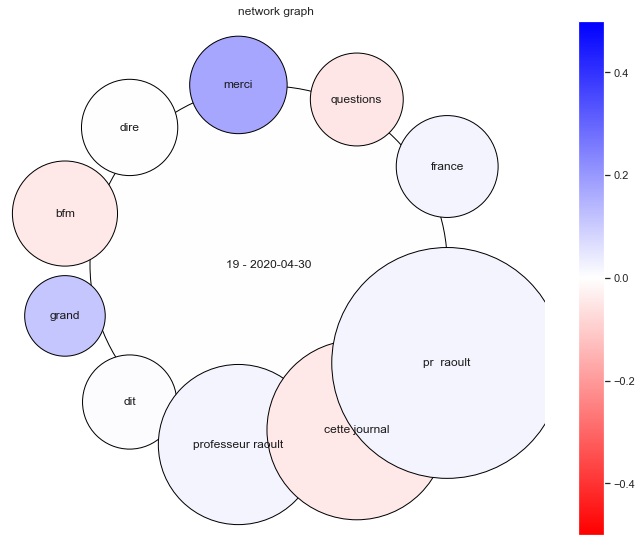 network graph
merci
questions
dire
france
bfm
19 - 2020-04-30
grand
pr  raoult
dit
cette journal
professeur raoult
0.4
0.2
0.0
−0.2
−0.4